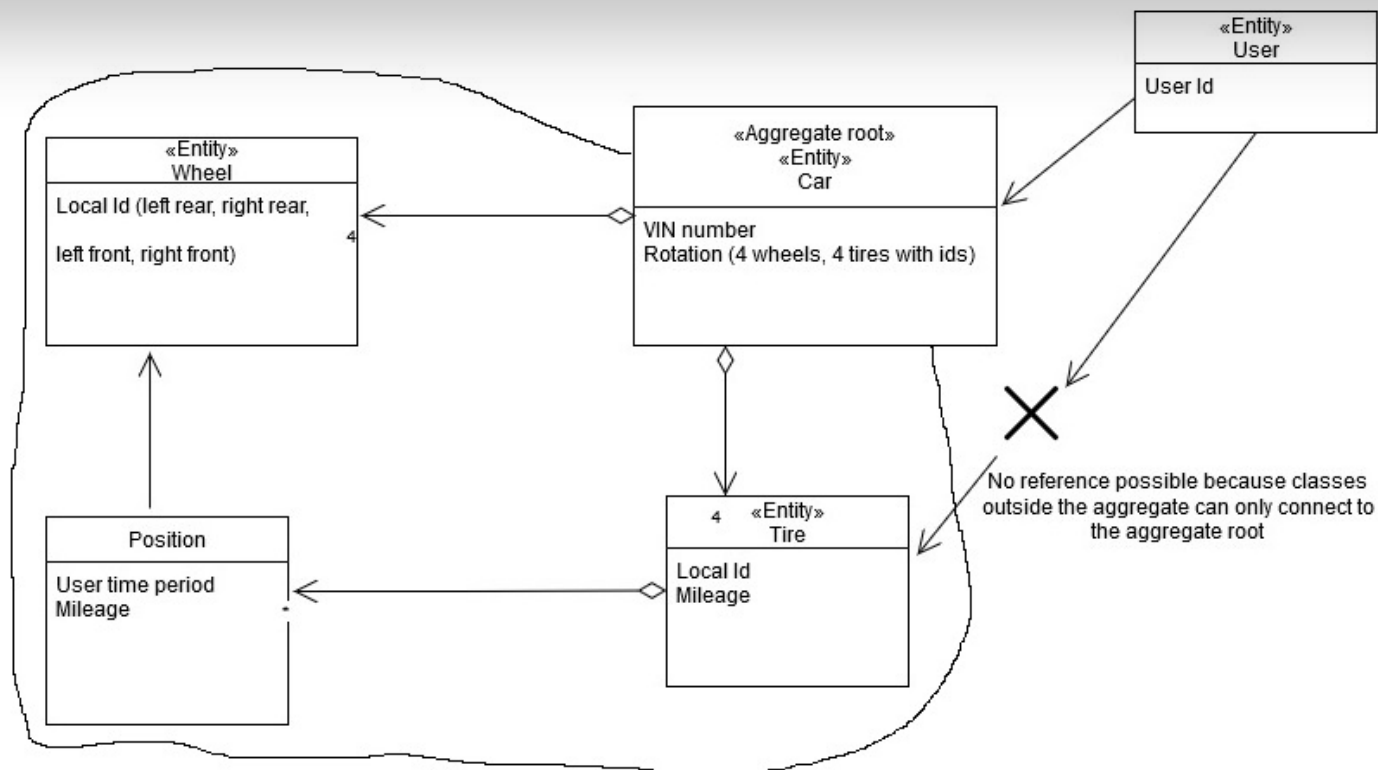 «Entity»
User
User Id
«Aggregate root»
«Entity»
Car
VIN number
Rotation (4 wheels, 4 tires with ids)
«Entity»
Wheel
Local Id (left rear, right rear,
left front, right front)
4
No reference possible because classes
outside the aggregate can only connect to
the aggregate root
4
«Entity»
Tire
Local Id
Mileage
Position
User time period
Mileage